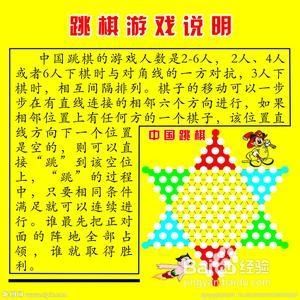 跳棋游戏说明
中国跳棋的游戏人数是2-6人， 2人、4人
或者6人下棋时与对角线的一方对抗，3人下
棋时，相互间隔排列。棋子的移动可以一步
步在有直线连接的相邻六个方向进行，如果
相邻位置上有任何方的一个棋子，该位置直
线方向下一个位置
是空的，则可以直
接“跳”到该空位
上，“跳”的过程
中，只要相同条件
满足就可以连续进
行。谁最先把正对
面的阵地全部占
领，谁就取得胜
利。
中国跳棋
Bai
经验